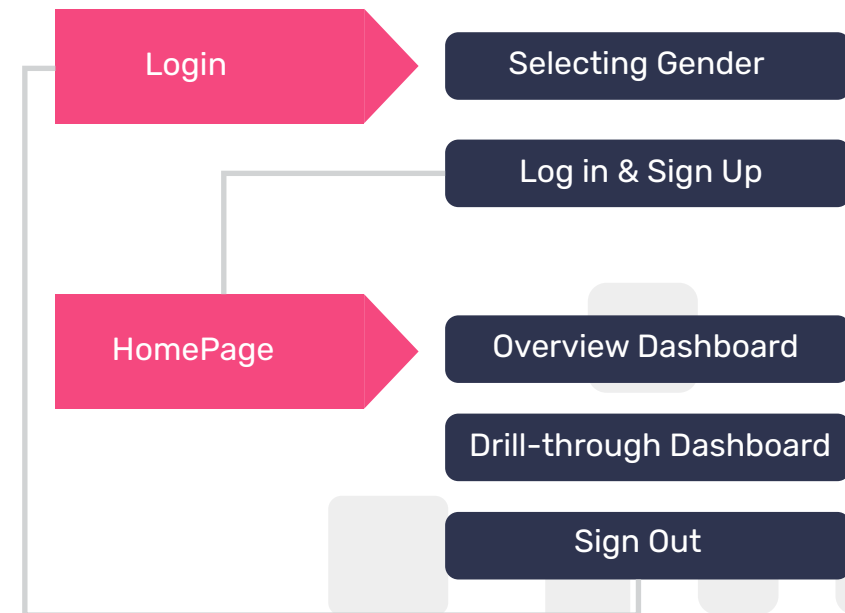 Login
Selecting Gender
Log in & Sign Up
HomePage
Overview Dashboard
Drill-through Dashboard
Sign Out